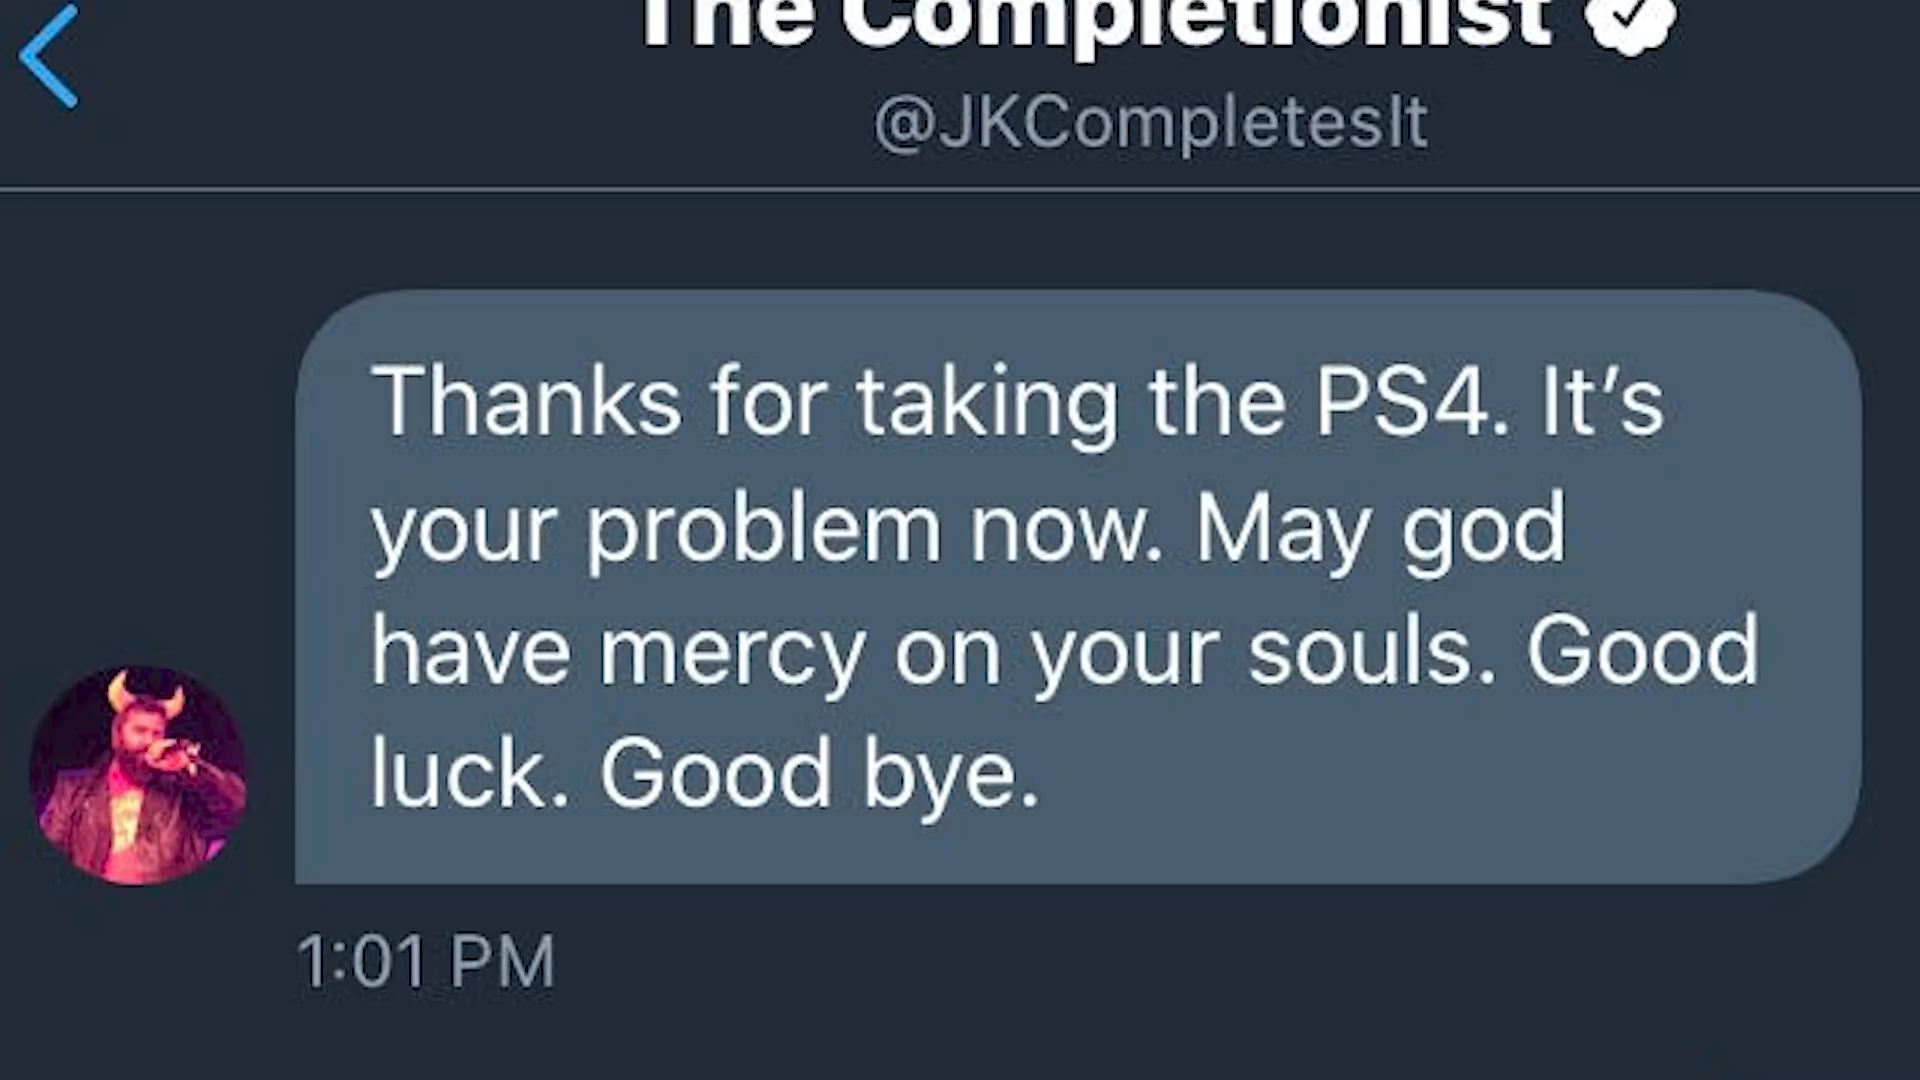 The Completionist
@JKCompletesIt
Thanks for taking the PS4. It’s
your problem now. May god
have mercy on your souls. Good
luck. Good bye.
1:01 PM